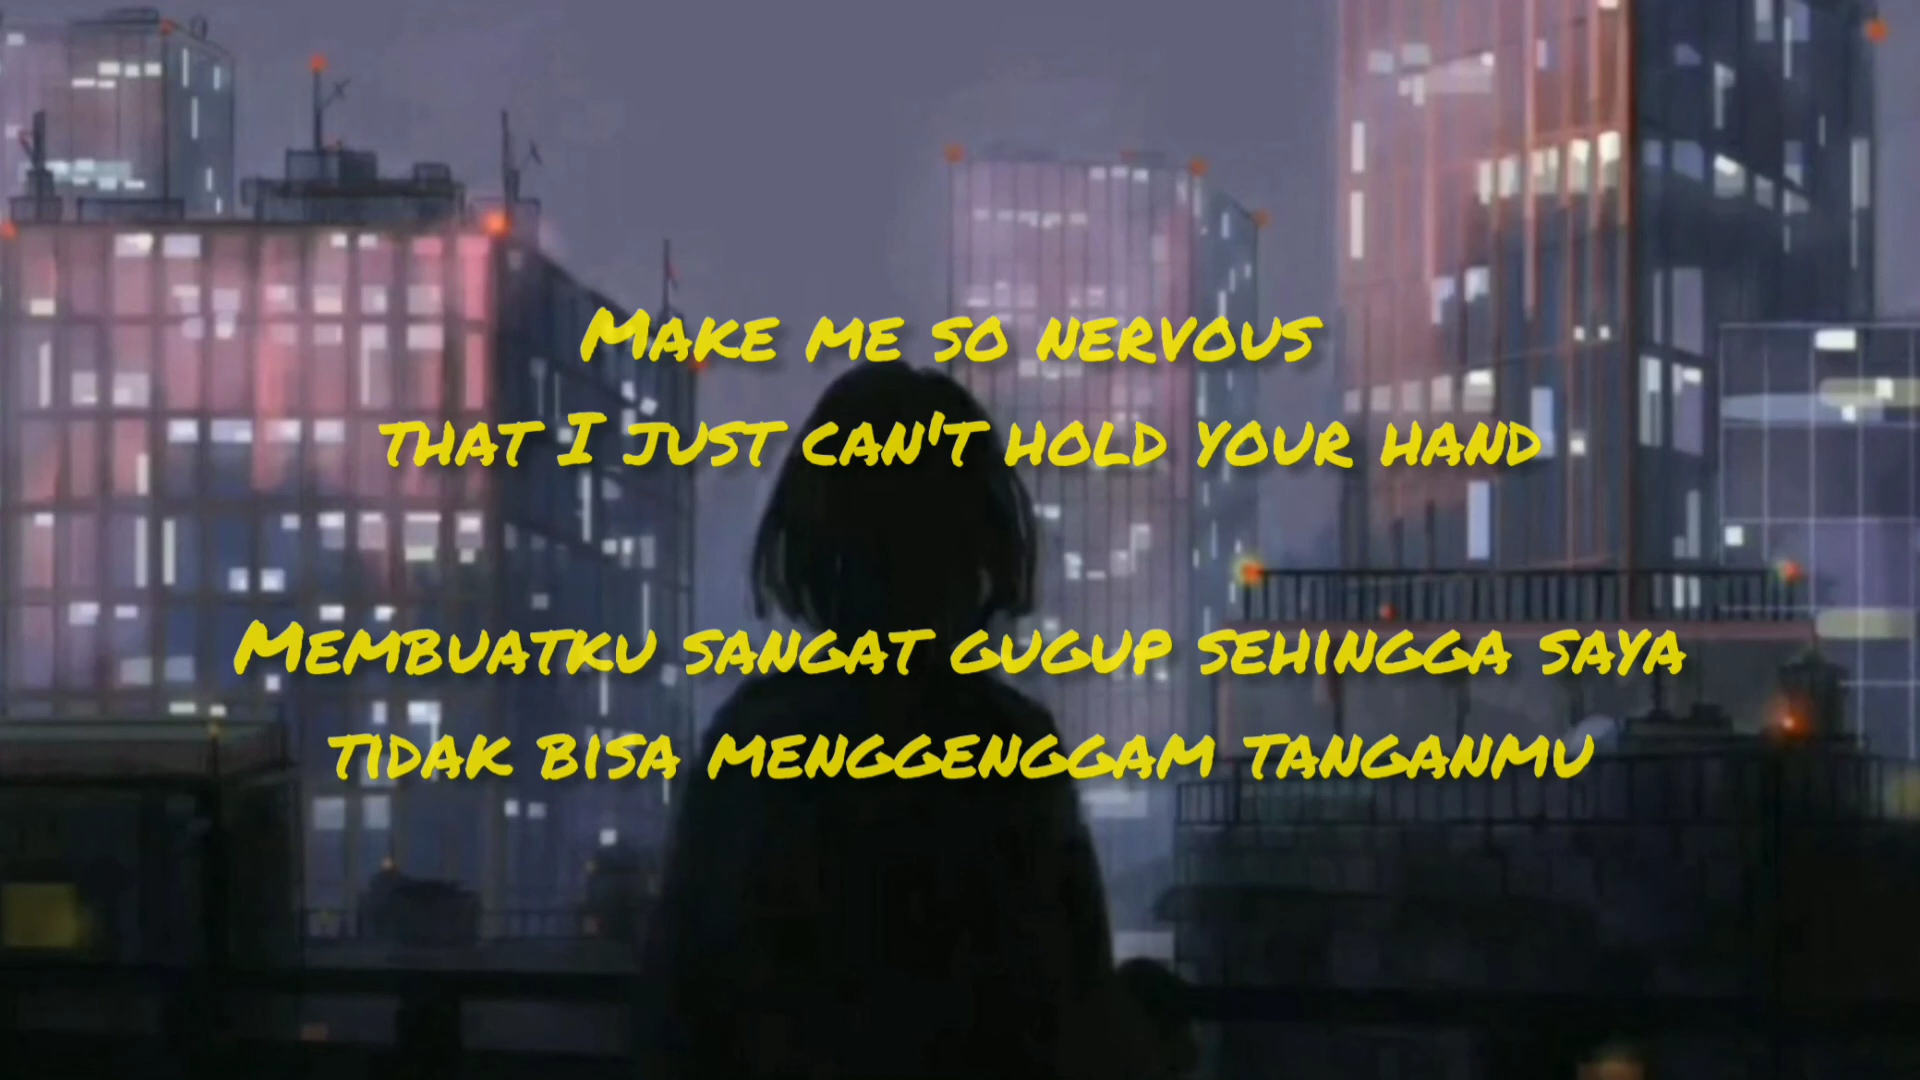 Make me so nervous
that I just can't hold your hand
Membuatku sangat gugup sehingga saya
tidak bisa menggenggam tanganmu